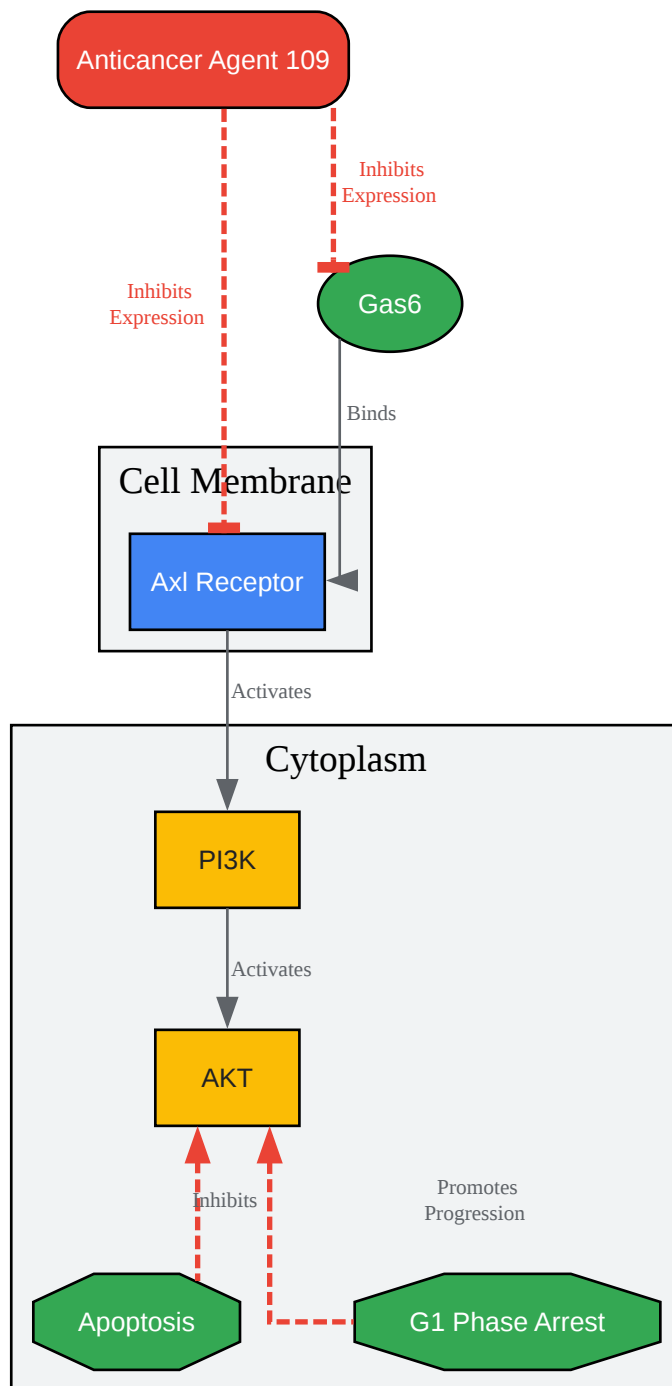 Anticancer Agent 109
Inhibits
Expression
Inhibits
Expression
Gas6
Binds
Cell Membrane
Axl Receptor
Activates
Cytoplasm
PI3K
Activates
AKT
Inhibits
Promotes
Progression
Apoptosis
G1 Phase Arrest